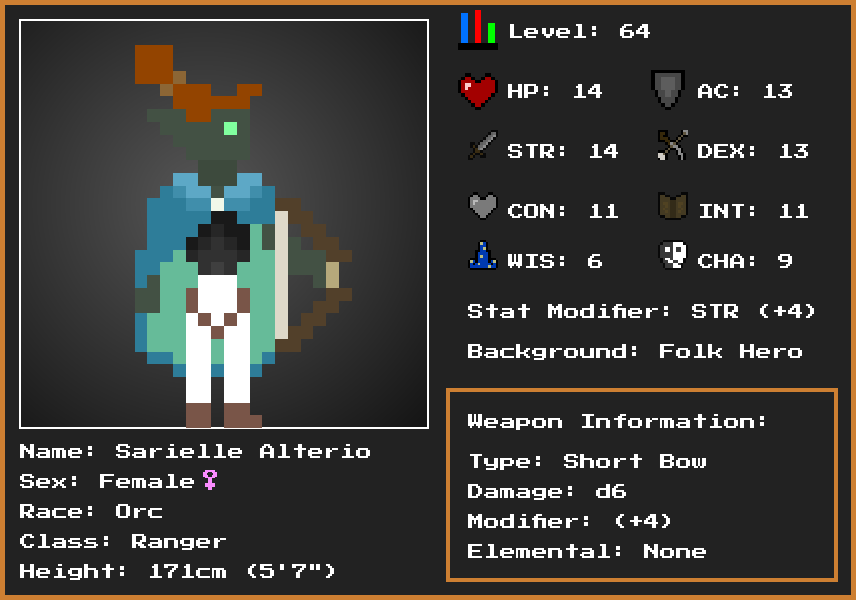 Level: 64
HP: 14
AC: 13
STR: 14
DEX: 13
CON: 11
INT: 11
WIS: 6
CHA: 9
Stat Modifier: STR (+4)
Background: Folk Hero
Weapon Information:
Type: Short Bow
Damage: d6
Modifier: (+4)
Elemental: None
Name: Sarielle Alterio
Sex: Female♀
Race: Orc
Class: Ranger
Height: 171cm (5'7")